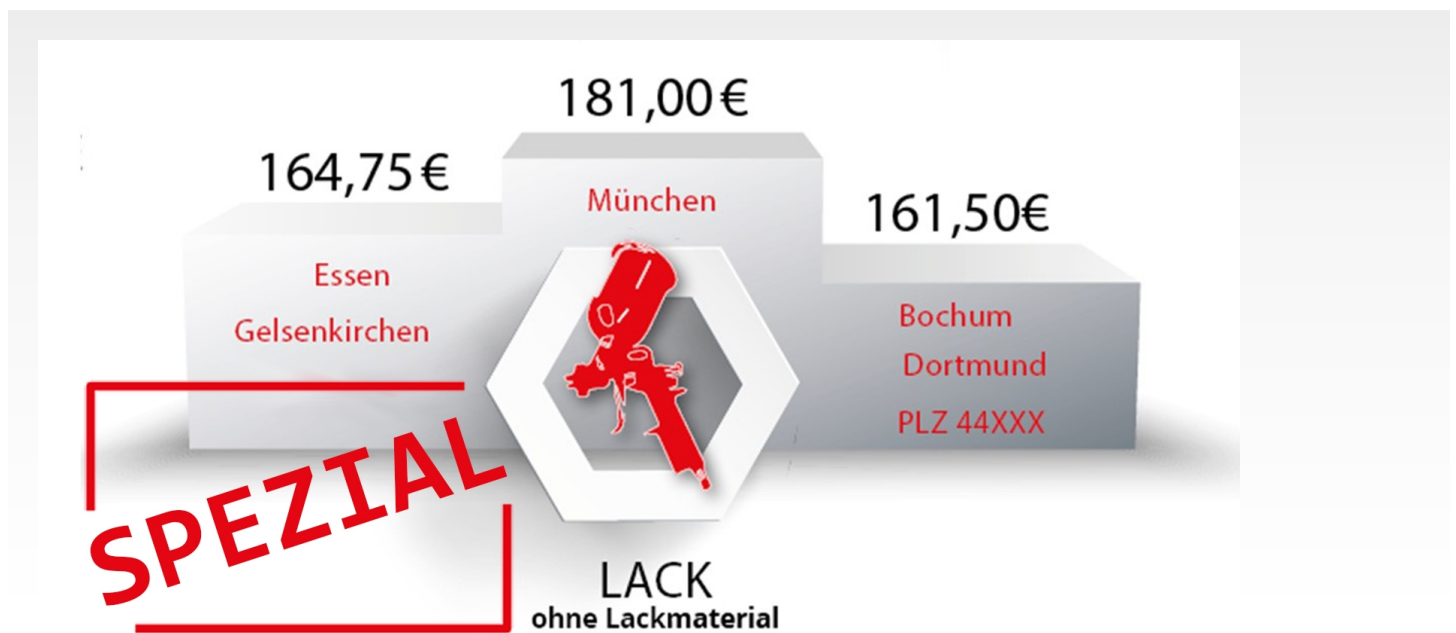 181,00 €
164,75 €
München
161,50€
Essen
Gelsenkirchen
Bochum
Dortmund
PLZ 44XXX
SPEZIAL
LACK
ohne Lackmaterial